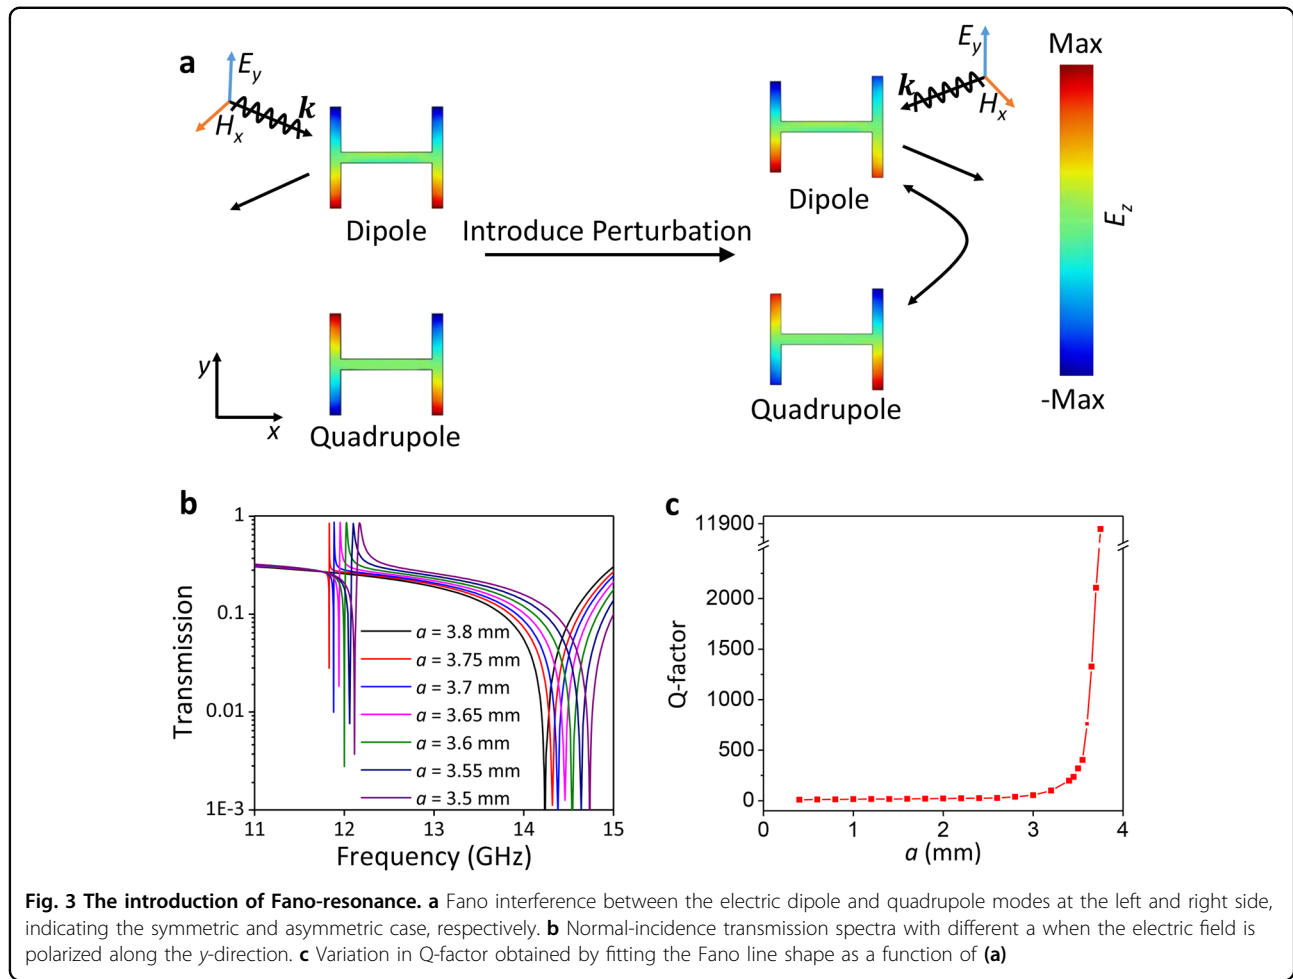 a
E_y
H_x
k
Dipole
Introduce Perturbation
Quadrupole
y
x
E_y
k
H_x
Dipole
Quadrupole
Max
E_z
-Max
b
1
0.1
0.01
1E-3
Transmission
a = 3.8 mm
a = 3.75 mm
a = 3.7 mm
a = 3.65 mm
a = 3.6 mm
a = 3.55 mm
a = 3.5 mm
11 12 13 14 15
Frequency (GHz)
c
11900
2000
1500
1000
500
0
Q-factor
0 1 2 3 4
a (mm)
Fig. 3 The introduction of Fano-resonance. a Fano interference between the electric dipole and quadrupole modes at the left and right side,
indicating the symmetric and asymmetric case, respectively. b Normal-incidence transmission spectra with different a when the electric field is
polarized along the y-direction. c Variation in Q-factor obtained by fitting the Fano line shape as a function of (a)